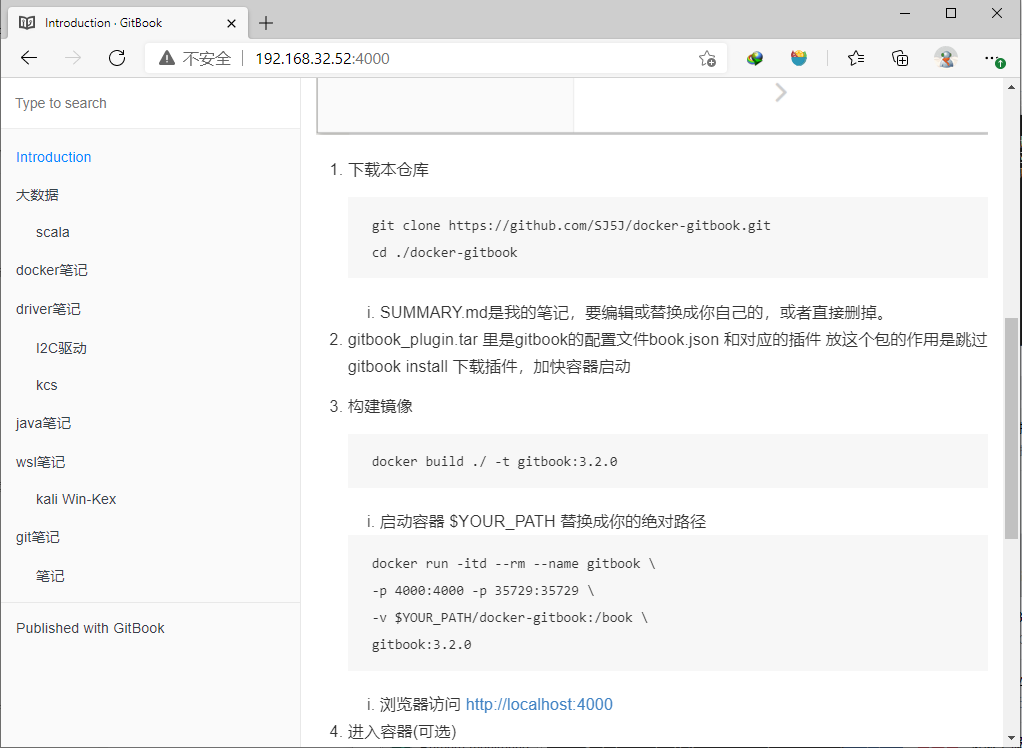 Introduction · GitBook
不安全
192.168.32.52:4000
Type to search
Introduction
大数据
scala
docker笔记
driver笔记
I2C驱动
kcs
java笔记
wsl笔记
kali Win-Kex
git笔记
笔记
Published with GitBook
1. 下载本仓库
git clone https://github.com/SJ5J/docker-gitbook.git
cd ./docker-gitbook
i. SUMMARY.md是我的笔记，要编辑或替换成你自己的，或者直接删掉。
2. gitbook_plugin.tar 里是gitbook的配置文件book.json 和对应的插件 放这个包的作用是跳过
gitbook install 下载插件，加快容器启动
3. 构建镜像
docker build ./ -t gitbook:3.2.0
i. 启动容器 $YOUR_PATH 替换成你的绝对路径
docker run -itd --rm --name gitbook \
-p 4000:4000 -p 35729:35729 \
-v $YOUR_PATH/docker-gitbook:/book \
gitbook:3.2.0
i. 浏览器访问 http://localhost:4000
4. 进入容器(可选)